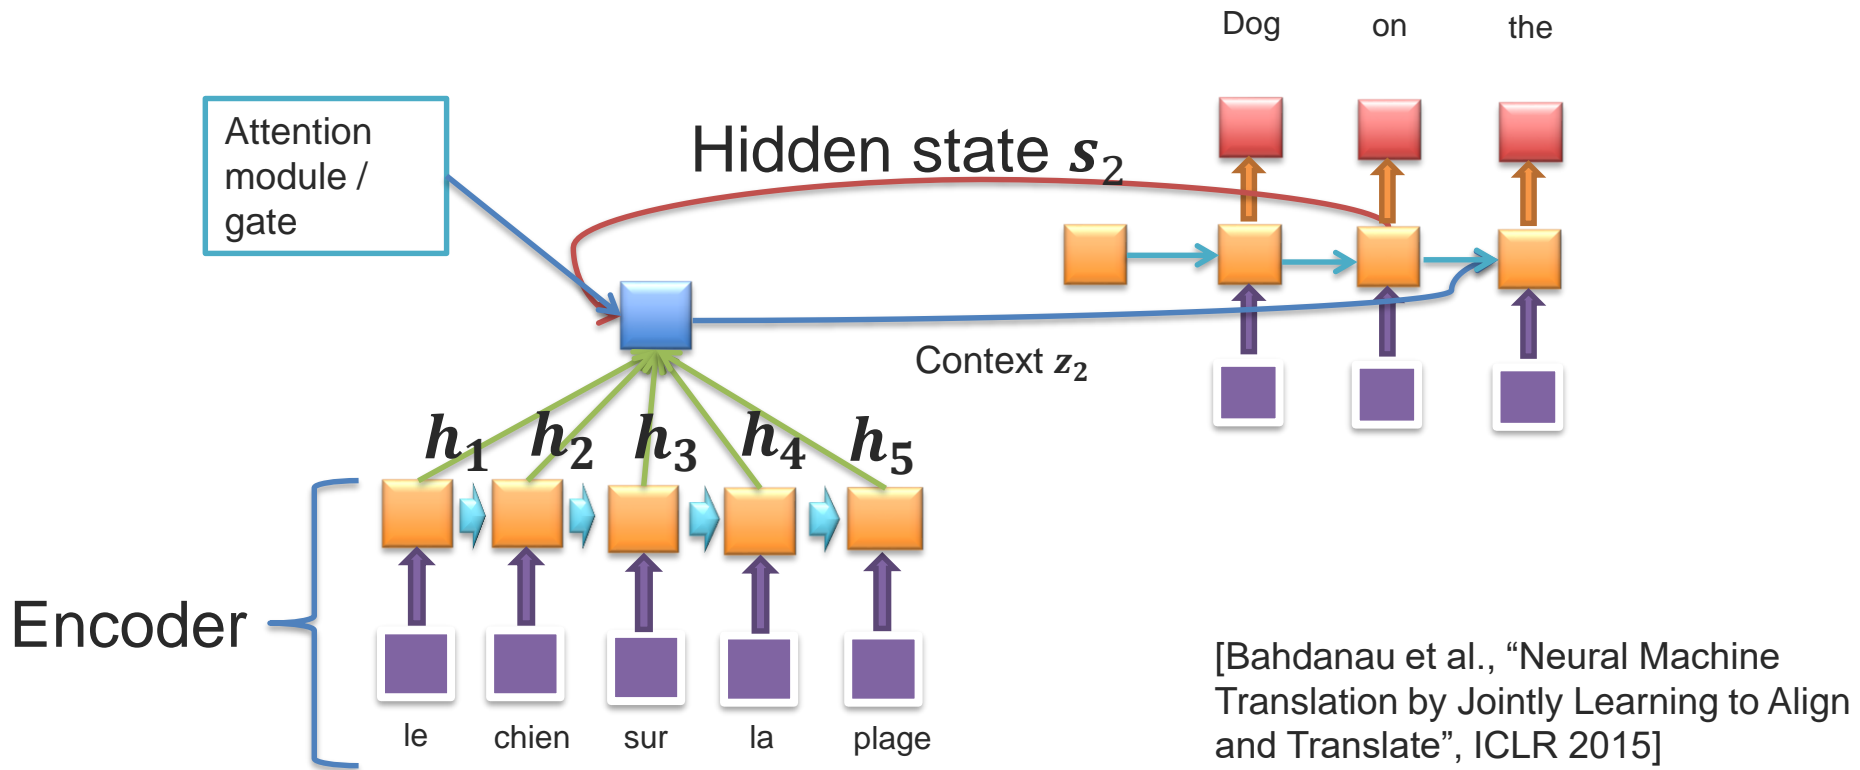 Dog on the
Attention
module /
gate
Hidden state s₂
Context z₂
h₁ h₂ h₃ h₄ h₅
Encoder
le chien sur la plage
[Bahdanau et al., “Neural Machine
Translation by Jointly Learning to Align
and Translate”, ICLR 2015]